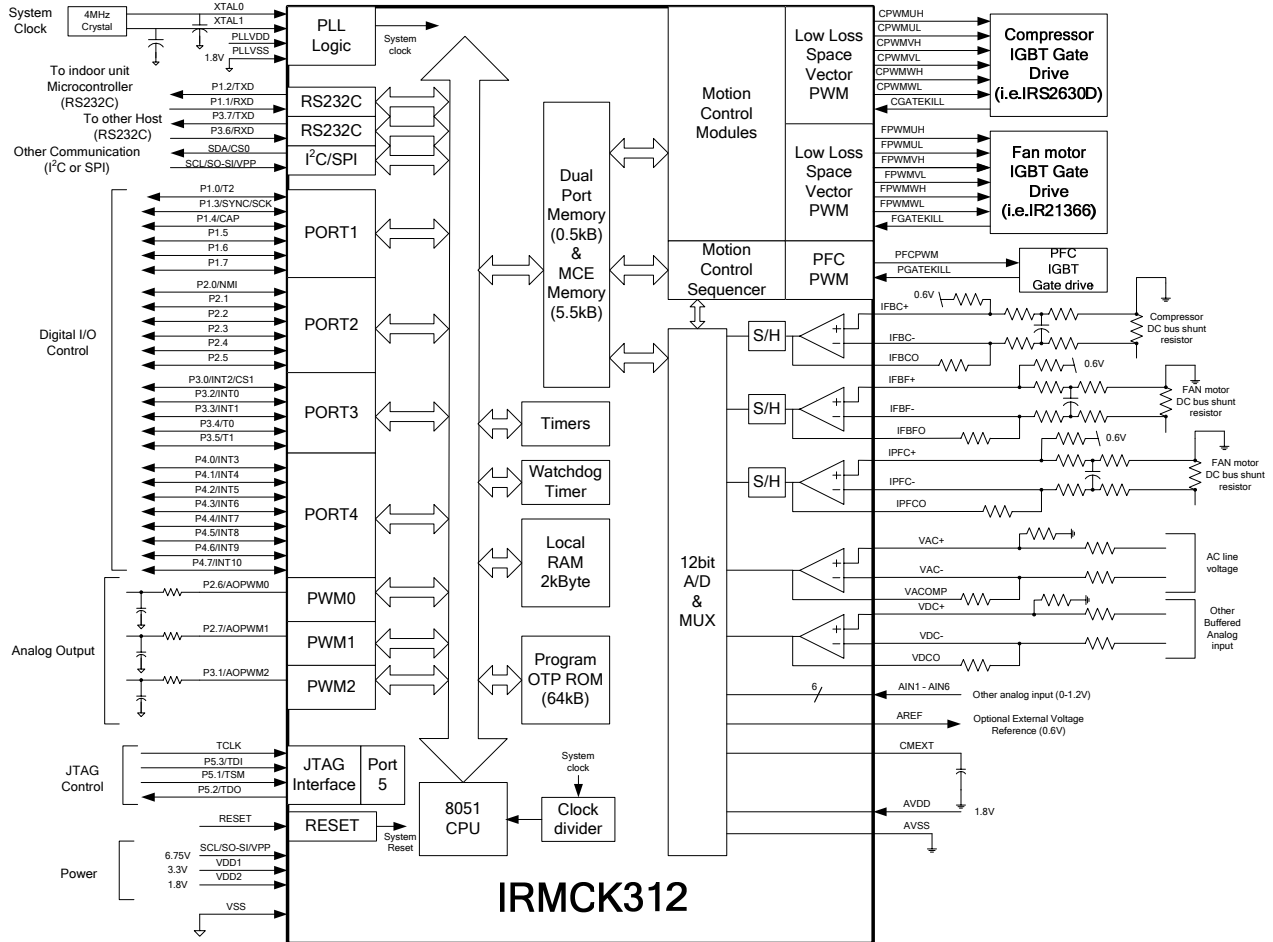 System
Clock
4MHz
Crystal
XTAL0
XTAL1
PLLVDD
PLLVSS
1.8V
PLL
Logic
System
clock
To indoor unit
Microcontroller
(RS232C)
P1.2/TXD
P1.1/RXD
RS232C
To other Host
(RS232C)
P3.7/TXD
P3.6/RXD
RS232C
Other Communication
(I²C or SPI)
SDA/CS0
SCL/SO-SI/VPP
I²C/SPI
Digital I/O
Control
P1.0/T2
P1.3/SYNC/SCK
P1.4/CAP
P1.5
P1.6
P1.7
PORT1
P2.0/NMI
P2.1
P2.2
P2.3
P2.4
P2.5
PORT2
P3.0/INT2/CS1
P3.2/INT0
P3.3/INT1
P3.4/T0
P3.5/T1
PORT3
P4.0/INT3
P4.1/INT4
P4.2/INT5
P4.3/INT6
P4.4/INT7
P4.5/INT8
P4.6/INT9
P4.7/INT10
PORT4
Analog Output
P2.6/AOPWM0
PWM0
P2.7/AOPWM1
PWM1
P3.1/AOPWM2
PWM2
JTAG
Control
TCLK
P5.3/TDI
P5.1/TSM
P5.2/TDO
JTAG
Interface
Port
5
RESET
RESET
System
Reset
Power
6.75V
SCL/SO-SI/VPP
3.3V
VDD1
1.8V
VDD2
VSS
Dual
Port
Memory
(0.5kB)
&
MCE
Memory
(5.5kB)
Timers
Watchdog
Timer
Local
RAM
2kByte
Program
OTP ROM
(64kB)
8051
CPU
System
clock
Clock
divider
IRMCK312
Motion
Control
Modules
Motion
Control
Sequencer
12bit
A/D
&
MUX
Low Loss
Space
Vector
PWM
CPWMUH
CPWMUL
CPWMVH
CPWMVL
CPWMWH
CPWMWL
CGATEKILL
Compressor
IGBT Gate
Drive
(i.e.IRS2630D)
Low Loss
Space
Vector
PWM
FPWMUH
FPWMUL
FPWMVH
FPWMVL
FPWMWH
FPWMWL
FGATEKILL
Fan motor
IGBT Gate
Drive
(i.e.IR21366)
PFC
PWM
PFCPWM
PGATEKILL
PFC
IGBT
Gate drive
S/H
IFBC+
IFBC-
IFBCO
0.6V
Compressor
DC bus shunt
resistor
S/H
IFBF+
IFBF-
IFBFO
0.6V
FAN motor
DC bus shunt
resistor
S/H
IPFC+
IPFC-
IPFCO
0.6V
FAN motor
DC bus shunt
resistor
VAC+
VAC-
VACOMP
AC line
voltage
VDC+
VDC-
VDCO
Other
Buffered
Analog
input
6
AIN1 - AIN6
Other analog input (0-1.2V)
AREF
Optional External Voltage
Reference (0.6V)
CMEXT
AVDD
1.8V
AVSS